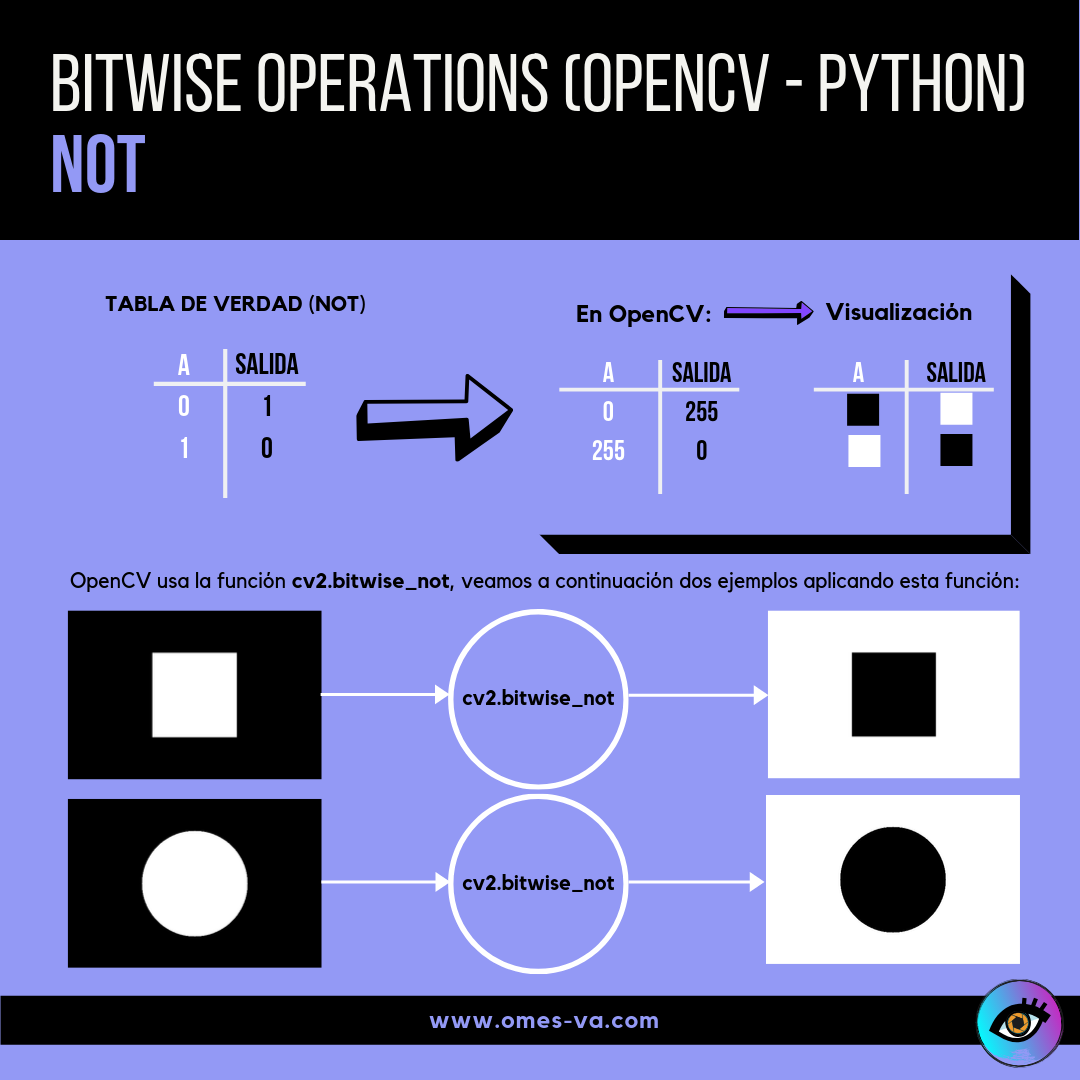 BITWISE OPERATIONS (OPENCV - PYTHON)
NOT
TABLA DE VERDAD (NOT)
A SALIDA
0 1
1 0
En OpenCV: Visualización
A SALIDA
0 255
255 0
A SALIDA
OpenCV usa la función cv2.bitwise_not, veamos a continuación dos ejemplos aplicando esta función:
cv2.bitwise_not
cv2.bitwise_not
www.omes-va.com